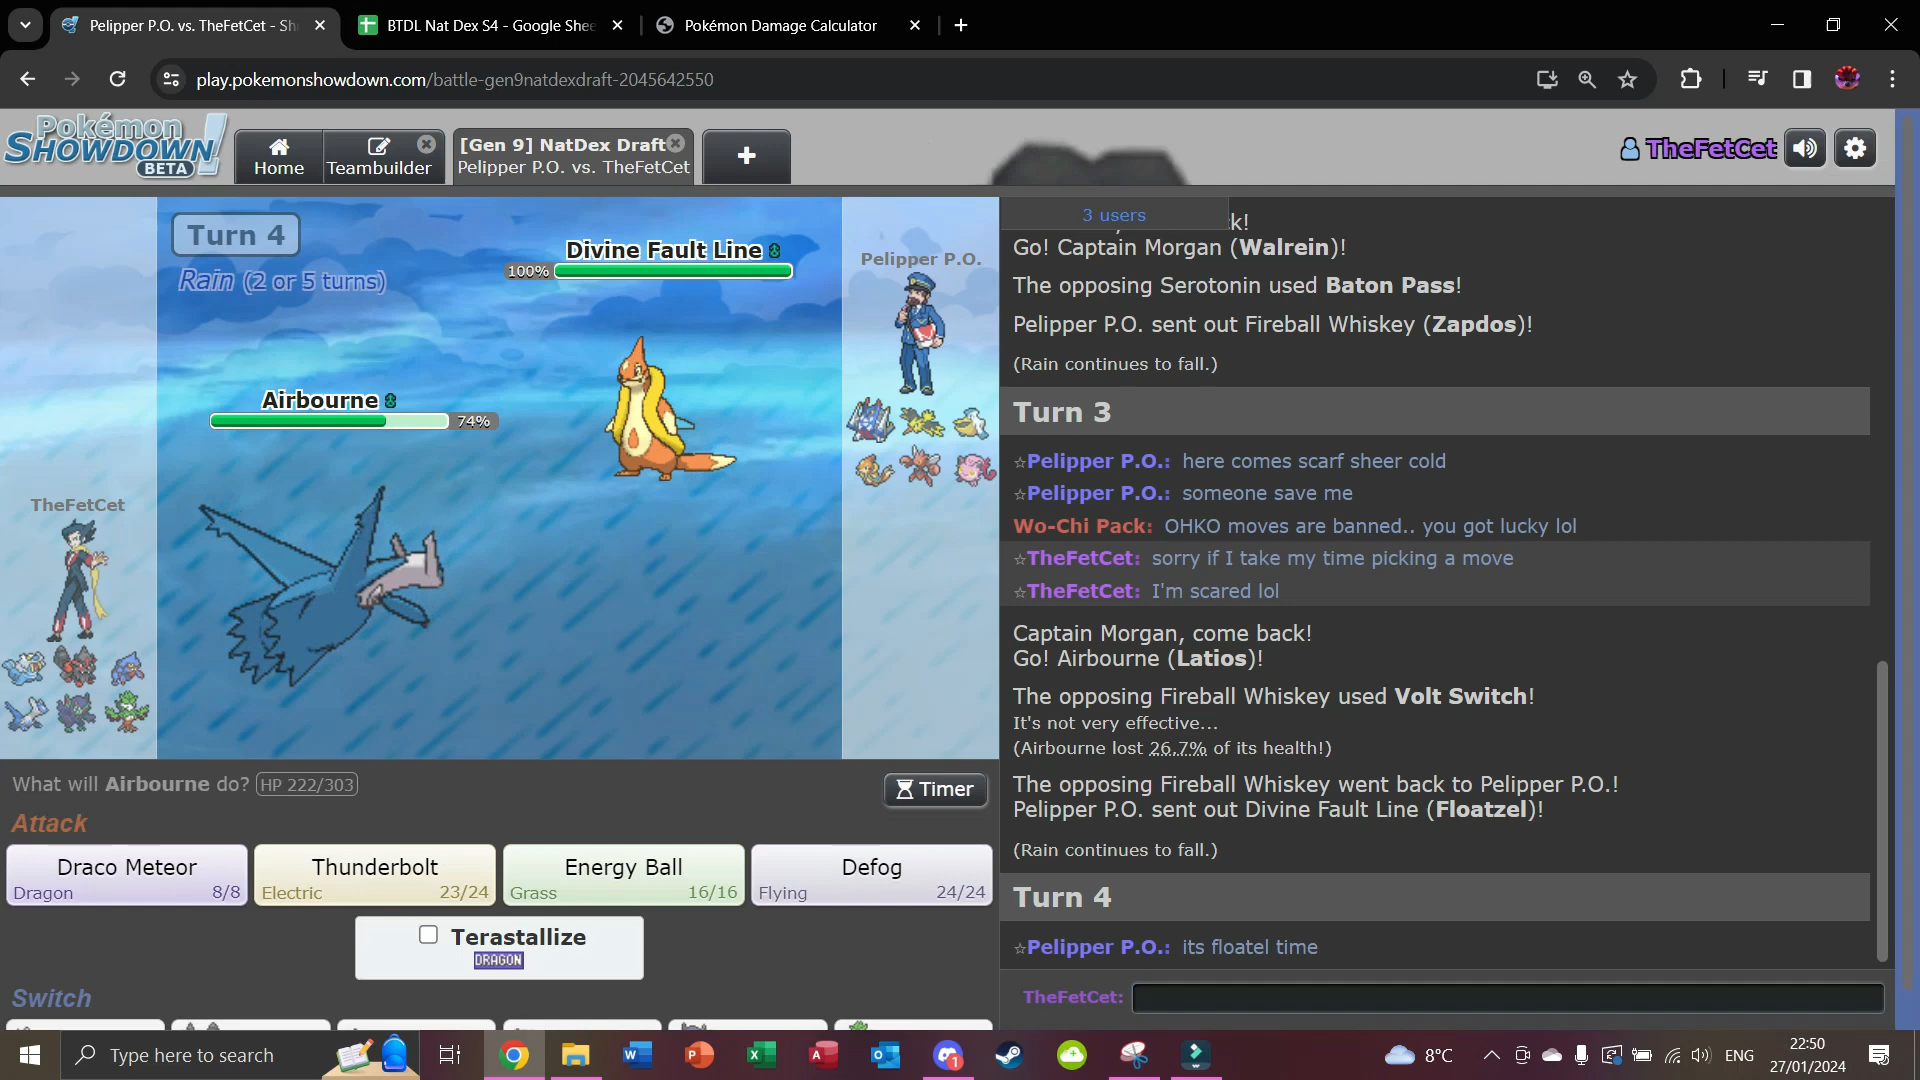 Pelipper P.O. vs. TheFetCet - Sh
BTDL Nat Dex S4 - Google Shee
Pokémon Damage Calculator
play.pokemonshowdown.com/battle-gen9natdexdraft-2045642550
Pokémon
SHOWDOWN!
BETA
Home
Teambuilder
[Gen 9] NatDex Draft
Pelipper P.O. vs. TheFetCet
TheFetCet
Turn 4
Rain (2 or 5 turns)
Divine Fault Line
100%
Airbourne
74%
Pelipper P.O.
TheFetCet
3 users
k!
Go! Captain Morgan (Walrein)!
The opposing Serotonin used Baton Pass!
Pelipper P.O. sent out Fireball Whiskey (Zapdos)!
(Rain continues to fall.)
Turn 3
☆Pelipper P.O.: here comes scarf sheer cold
☆Pelipper P.O.: someone save me
Wo-Chi Pack: OHKO moves are banned.. you got lucky lol
☆TheFetCet: sorry if I take my time picking a move
☆TheFetCet: I'm scared lol
Captain Morgan, come back!
Go! Airbourne (Latios)!
The opposing Fireball Whiskey used Volt Switch!
It's not very effective...
(Airbourne lost 26.7% of its health!)
The opposing Fireball Whiskey went back to Pelipper P.O.!
Pelipper P.O. sent out Divine Fault Line (Floatzel)!
(Rain continues to fall.)
Turn 4
☆Pelipper P.O.: its floatel time
TheFetCet:
What will Airbourne do? HP 222/303
Timer
Attack
Draco Meteor
Dragon 8/8
Thunderbolt
Electric 23/24
Energy Ball
Grass 16/16
Defog
Flying 24/24
Terastallize
DRAGON
Switch
Type here to search
8°C
ENG
22:50
27/01/2024